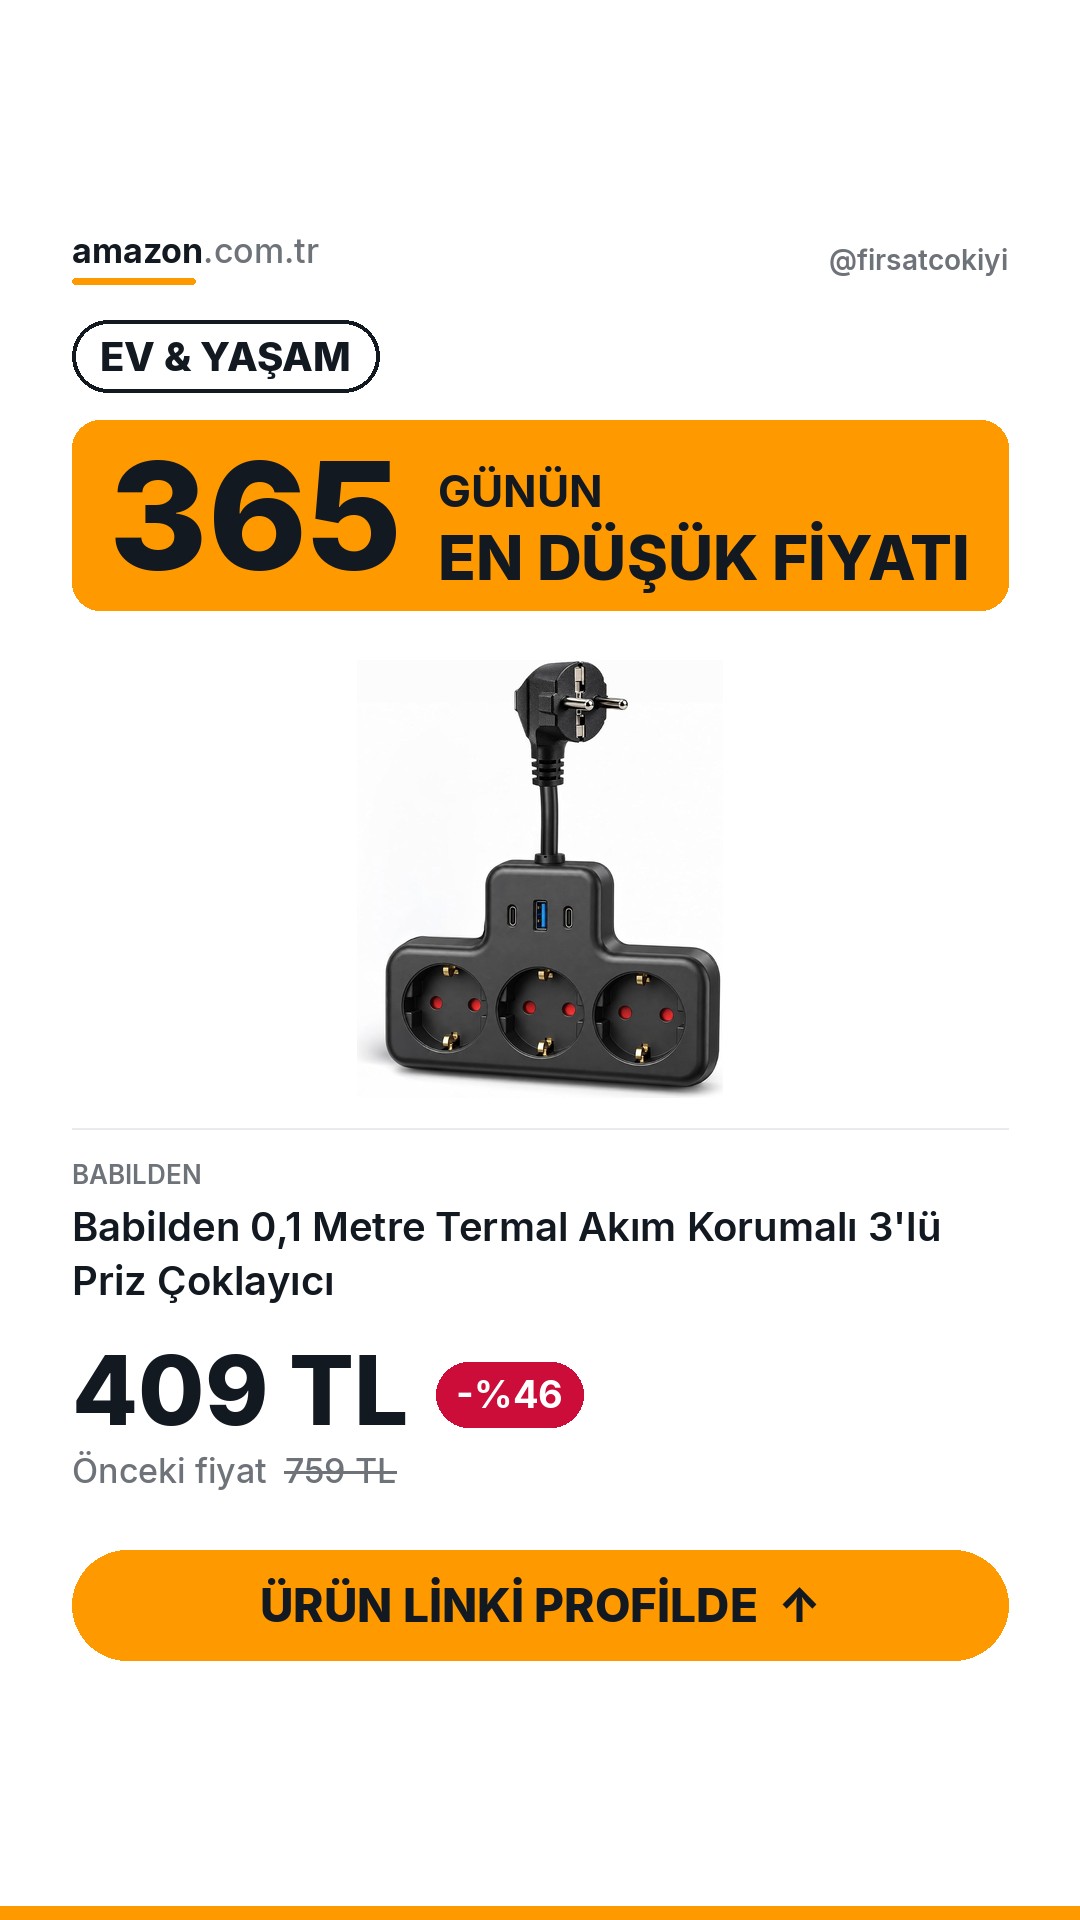 amazon.com.tr
@firsatcokiyi
EV & YAŞAM
365 GÜNÜN
EN DÜŞÜK FİYATI
BABILDEN
Babilden 0,1 Metre Termal Akım Korumalı 3'lü
Priz Çoklayıcı
409 TL -%46
Önceki fiyat 759 TL
ÜRÜN LİNKİ PROFİLDE ↑